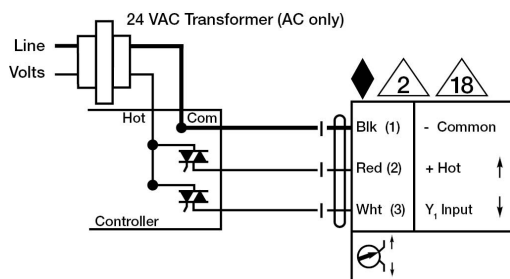 24 VAC Transformer (AC only)
Line
Volts
Hot Com
2 18
Blk (1) - Common
Red (2) + Hot
Wht (3) Y1 Input
Controller